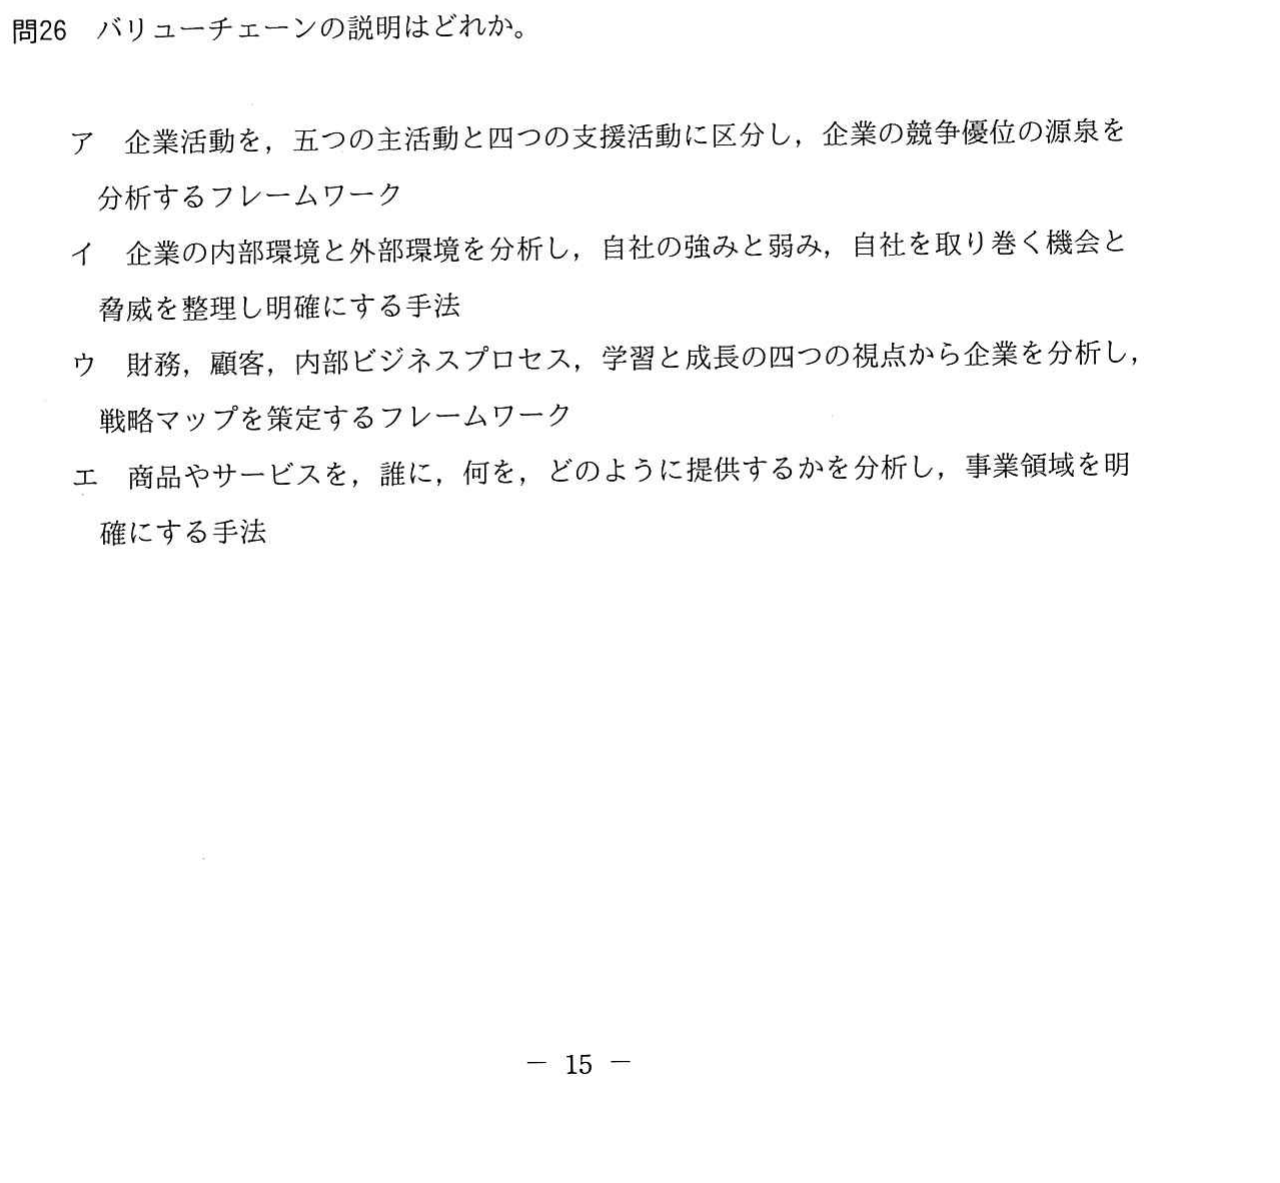 問26　バリューチェーンの説明はどれか。
ア　企業活動を，五つの主活動と四つの支援活動に区分し，企業の競争優位の源泉を
分析するフレームワーク
イ　企業の内部環境と外部環境を分析し，自社の強みと弱み，自社を取り巻く機会と
脅威を整理し明確にする手法
ウ　財務，顧客，内部ビジネスプロセス，学習と成長の四つの視点から企業を分析し，
戦略マップを策定するフレームワーク
エ　商品やサービスを，誰に，何を，どのように提供するかを分析し，事業領域を明
確にする手法
－ 15 －